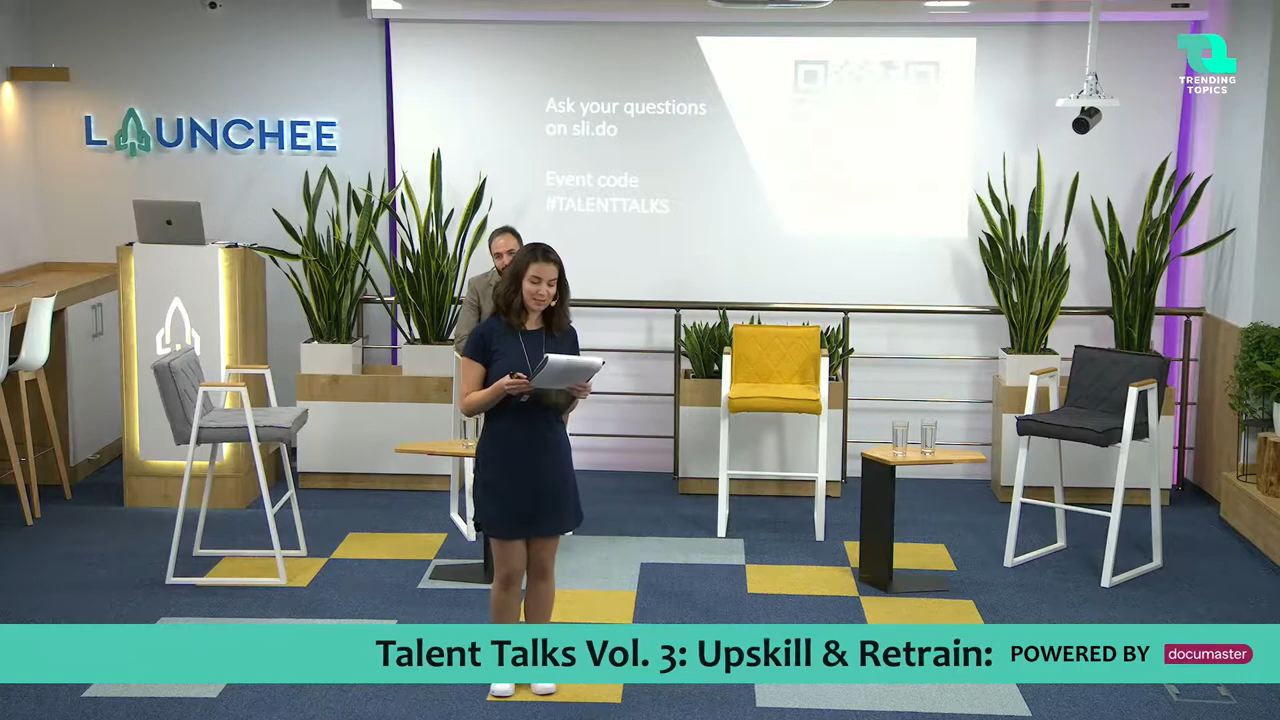 TRENDING
TOPICS
LAUNCHEE
Ask your questions
on sli.do
Event code
#TALENTTALKS
Talent Talks Vol. 3: Upskill & Retrain:
POWERED BY
documaster